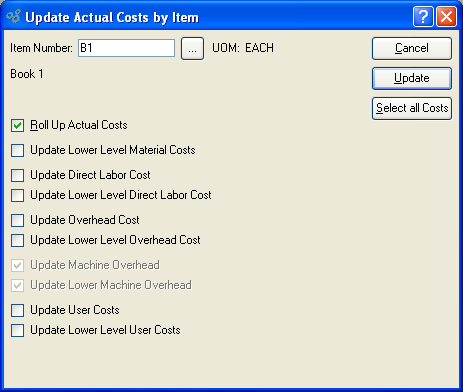 Update Actual Costs by Item
Item Number: B1 ... UOM: EACH
Cancel
Book 1
Update
Select all Costs
Roll Up Actual Costs
Update Lower Level Material Costs
Update Direct Labor Cost
Update Lower Level Direct Labor Cost
Update Overhead Cost
Update Lower Level Overhead Cost
Update Machine Overhead
Update Lower Machine Overhead
Update User Costs
Update Lower Level User Costs